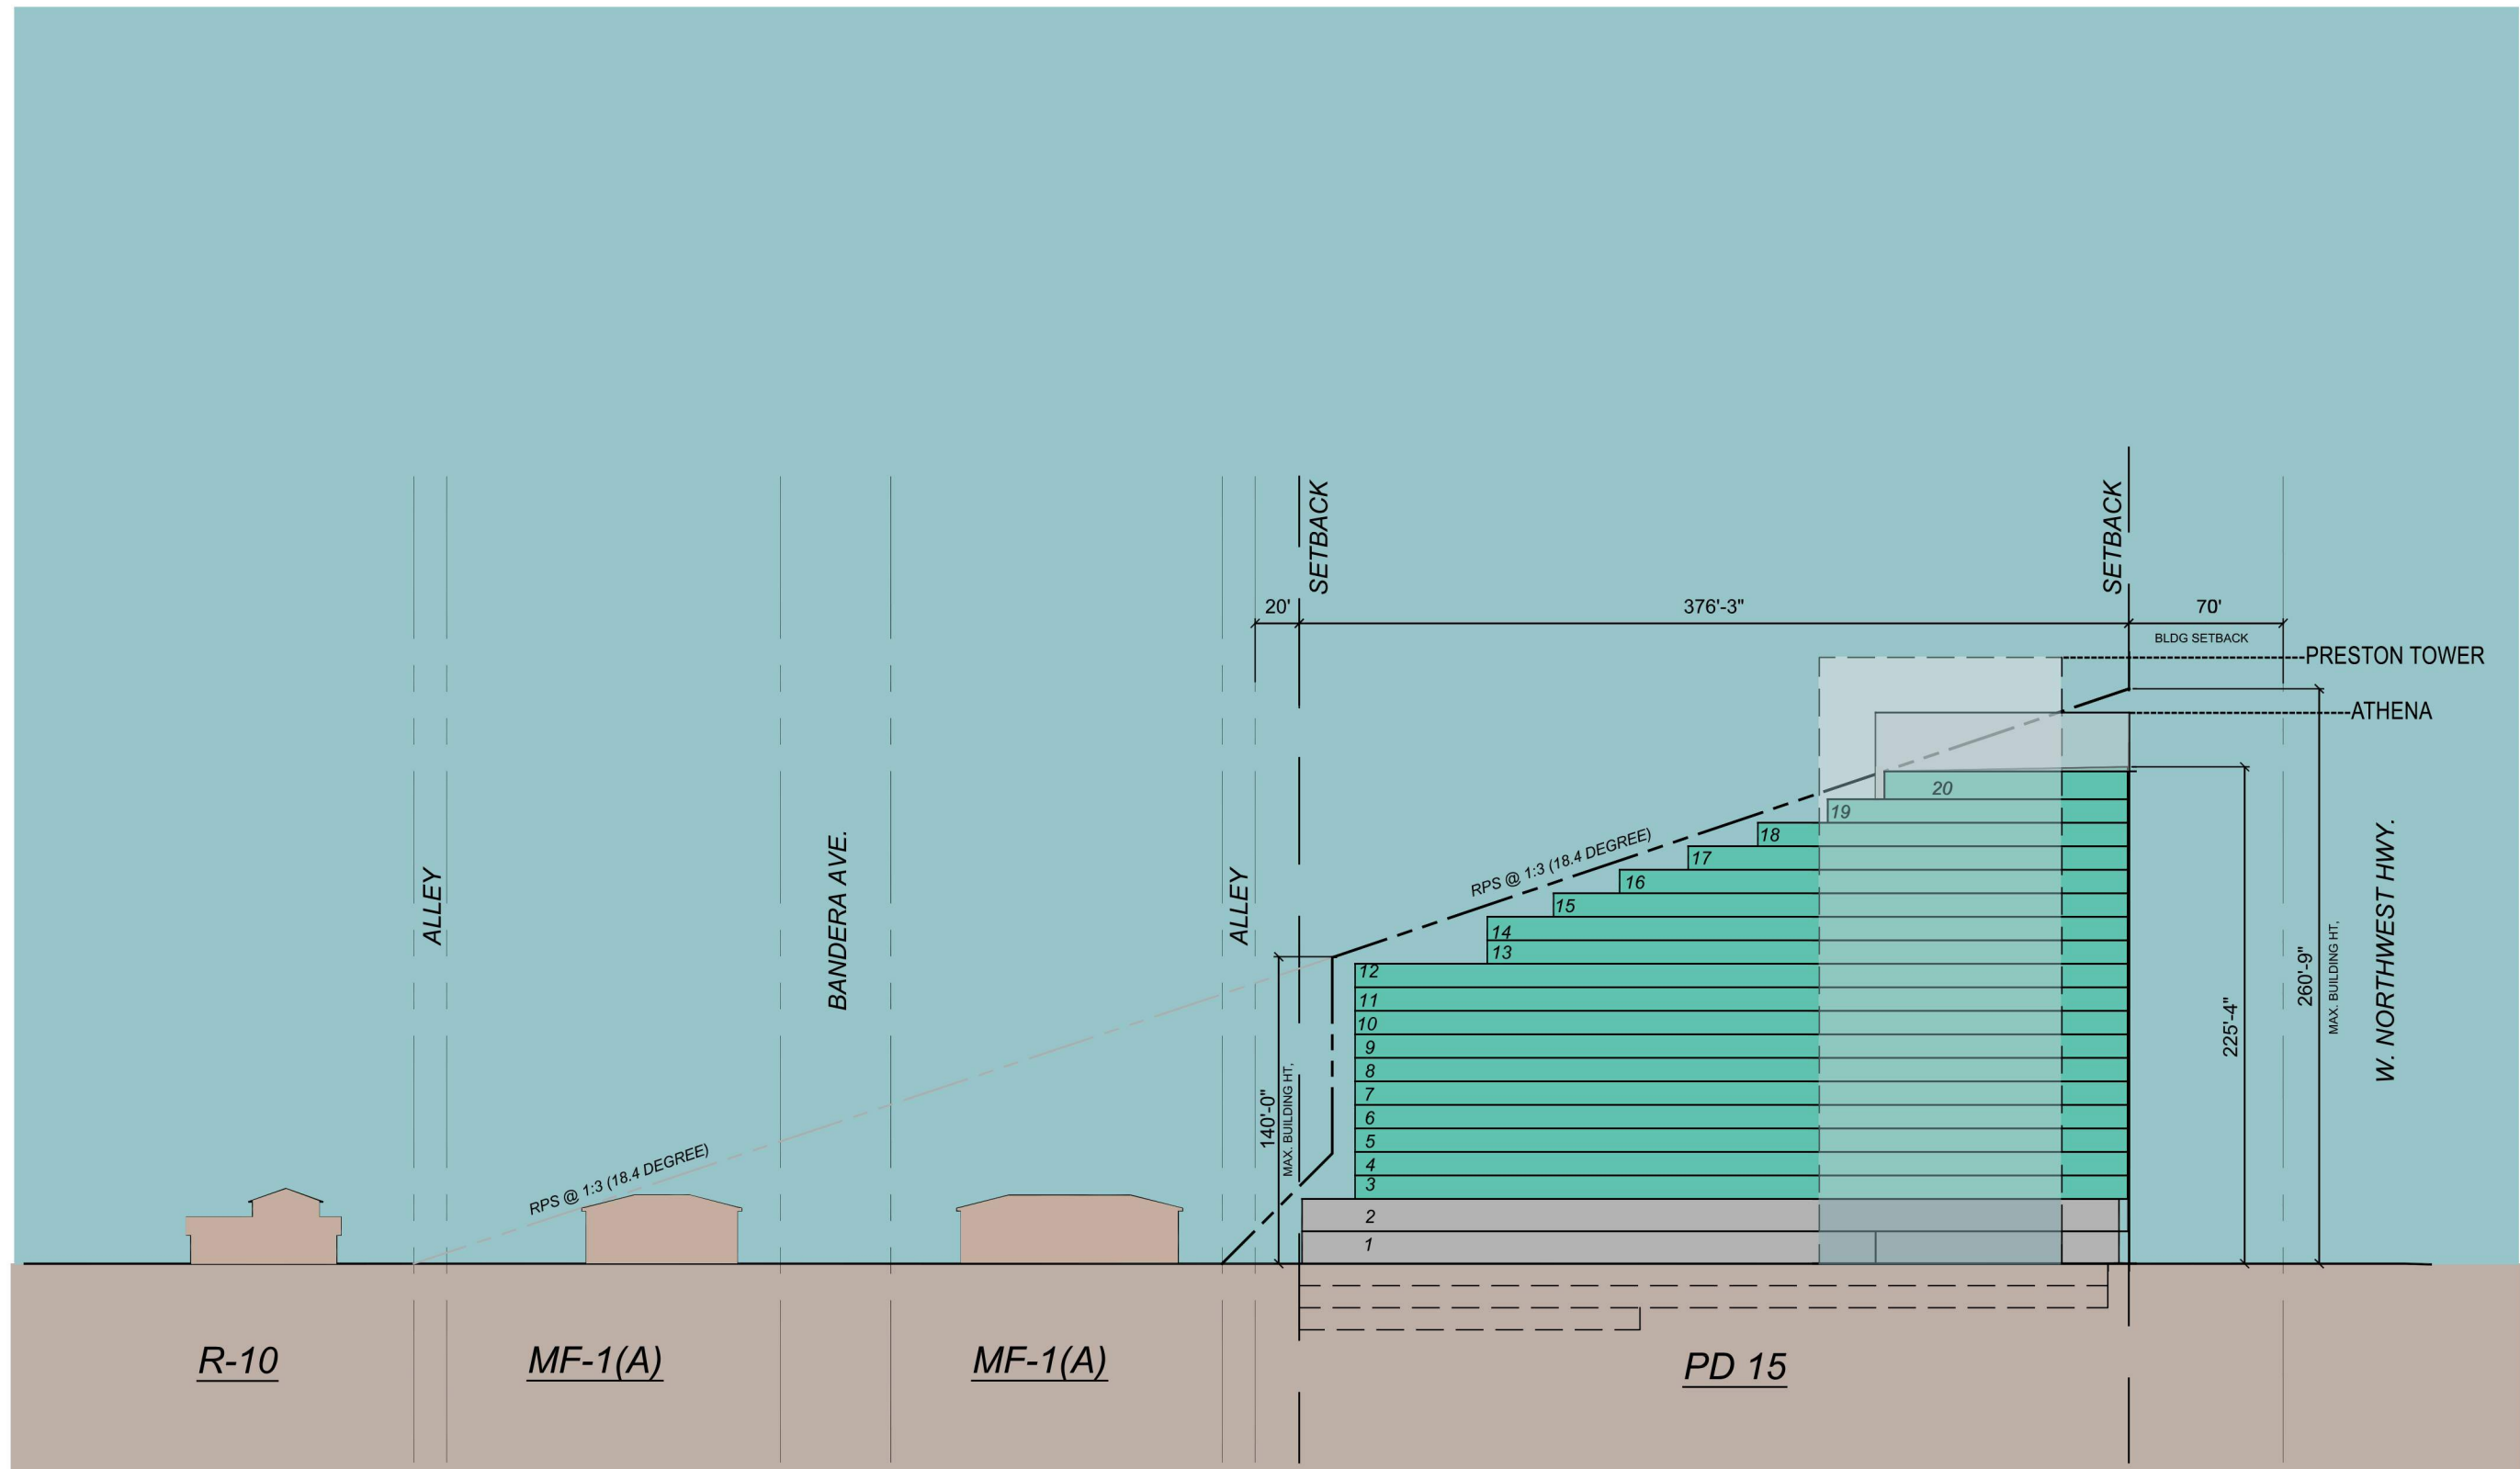 SETBACK
SETBACK
20'
376'-3"
70'
BLDG SETBACK
PRESTON TOWER
ATHENA
20
19
18
17
16
15
14
13
12
11
10
9
8
7
6
5
4
3
2
1
RPS @ 1:3 (18.4 DEGREE)
RPS @ 1:3 (18.4 DEGREE)
ALLEY
BANDERA AVE.
ALLEY
140'-0"
MAX. BUILDING HT,
225'-4"
260'-9"
MAX. BUILDING HT,
W. NORTHWEST HWY.
R-10
MF-1(A)
MF-1(A)
PD 15